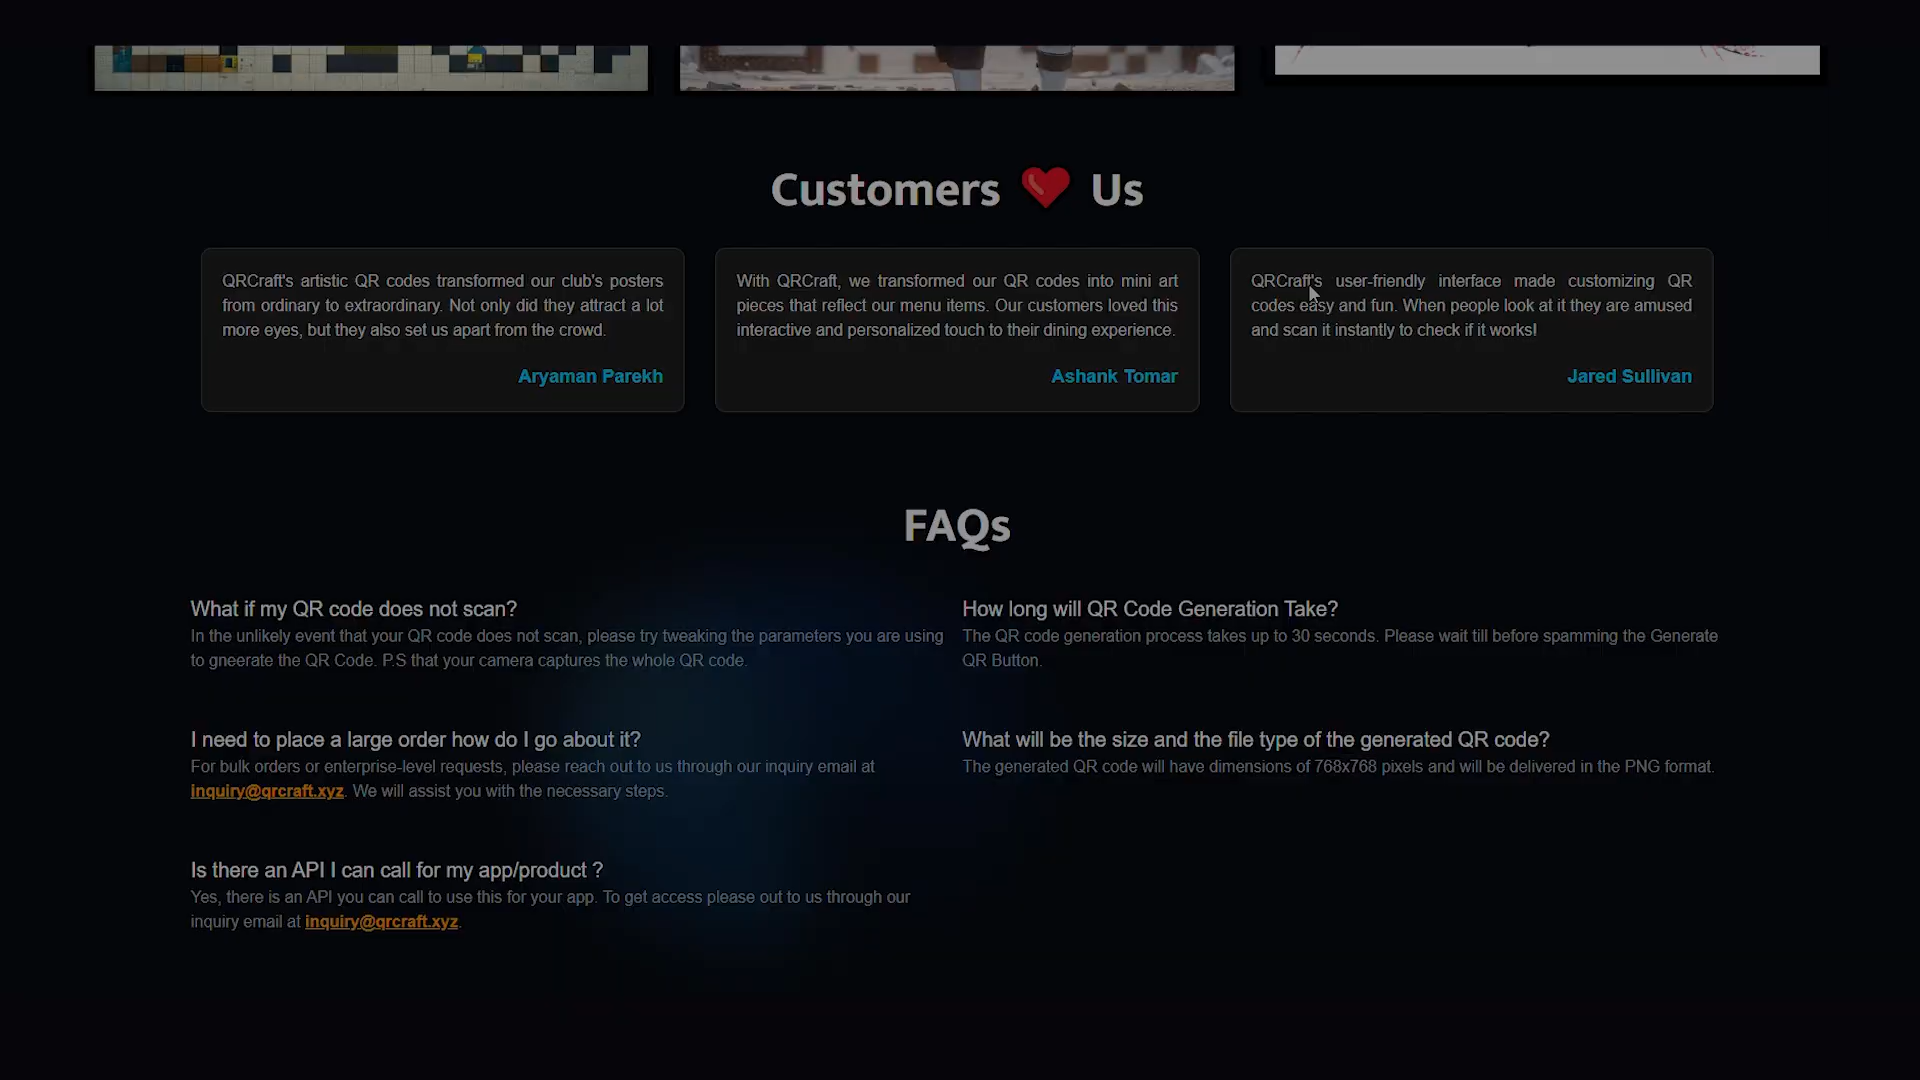 Customers ❤️ Us
QRCraft's artistic QR codes transformed our club's posters
from ordinary to extraordinary. Not only did they attract a lot
more eyes, but they also set us apart from the crowd.
Aryaman Parekh
With QRCraft, we transformed our QR codes into mini art
pieces that reflect our menu items. Our customers loved this
interactive and personalized touch to their dining experience.
Ashank Tomar
QRCraft's user-friendly interface made customizing QR
codes easy and fun. When people look at it they are amused
and scan it instantly to check if it works!
Jared Sullivan
FAQs
What if my QR code does not scan?
In the unlikely event that your QR code does not scan, please try tweaking the parameters you are using
to gneerate the QR Code. P.S that your camera captures the whole QR code.
How long will QR Code Generation Take?
The QR code generation process takes up to 30 seconds. Please wait till before spamming the Generate
QR Button.
I need to place a large order how do I go about it?
For bulk orders or enterprise-level requests, please reach out to us through our inquiry email at
inquiry@qrcraft.xyz. We will assist you with the necessary steps.
What will be the size and the file type of the generated QR code?
The generated QR code will have dimensions of 768x768 pixels and will be delivered in the PNG format.
Is there an API I can call for my app/product ?
Yes, there is an API you can call to use this for your app. To get access please out to us through our
inquiry email at inquiry@qrcraft.xyz.